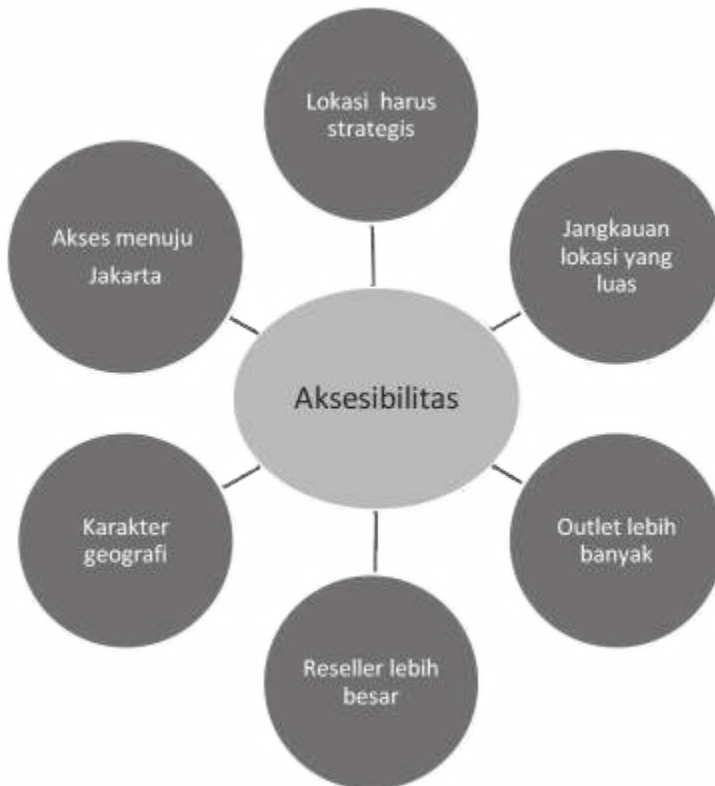 Lokasi harus
strategis
Jangkauan
lokasi yang
luas
Outlet lebih
banyak
Reseller lebih
besar
Karakter
geografi
Akses menuju
Jakarta
Aksesibilitas